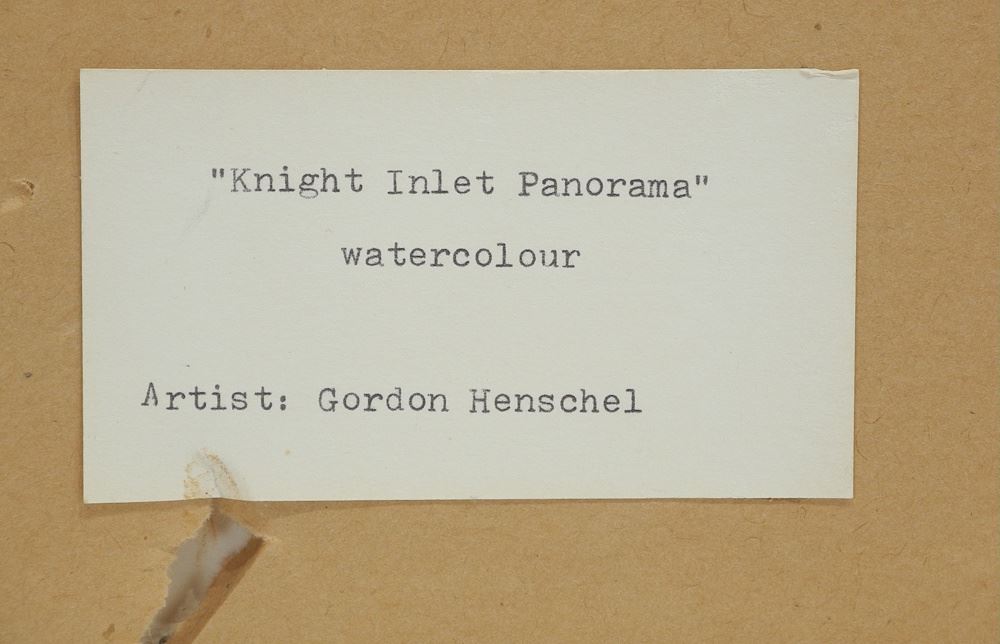 "Knight Inlet Panorama"
watercolour
Artist: Gordon Henschel